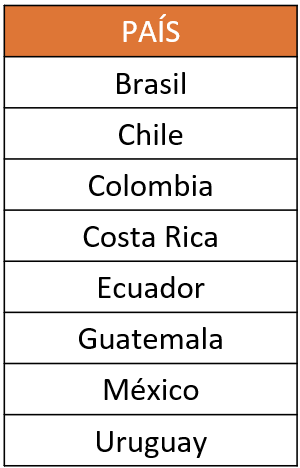 PAÍS
Brasil
Chile
Colombia
Costa Rica
Ecuador
Guatemala
México
Uruguay